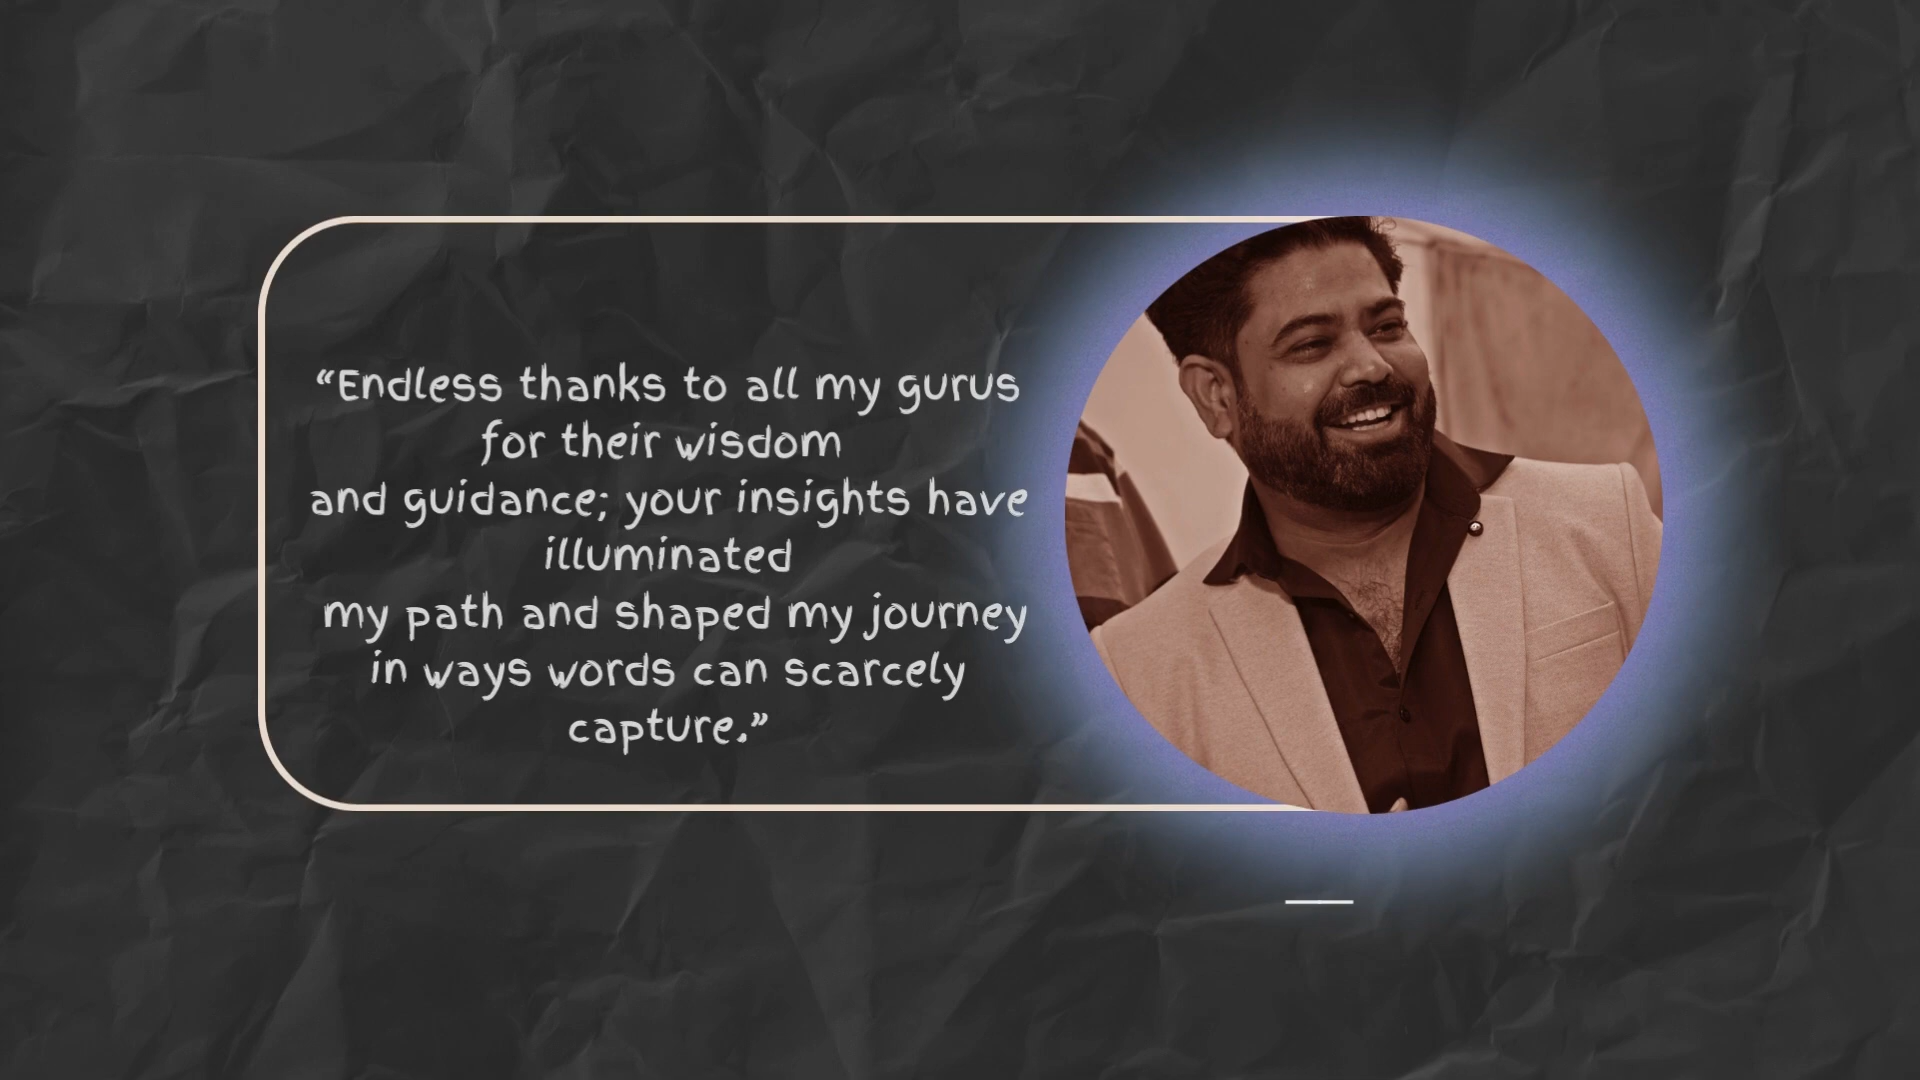 “Endless thanks to all my gurus
for their wisdom
and guidance; your insights have
illuminated
my path and shaped my journey
in ways words can scarcely
capture.”